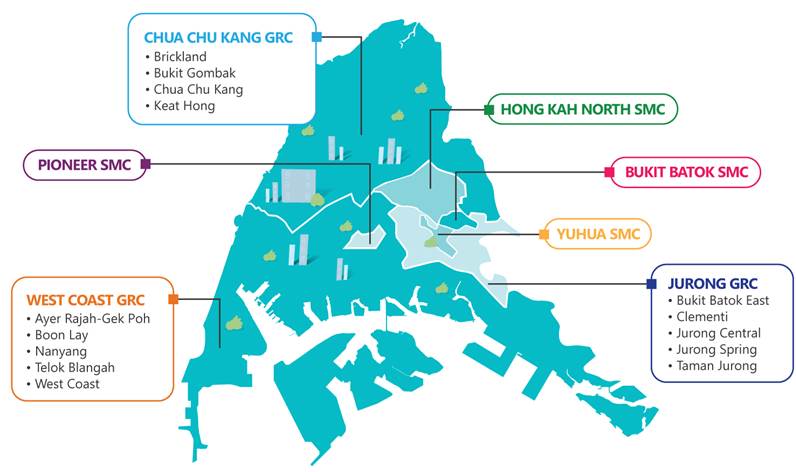 CHUA CHU KANG GRC
• Brickland
• Bukit Gombak
• Chua Chu Kang
• Keat Hong
HONG KAH NORTH SMC
PIONEER SMC
BUKIT BATOK SMC
YUHUA SMC
WEST COAST GRC
• Ayer Rajah-Gek Poh
• Boon Lay
• Nanyang
• Telok Blangah
• West Coast
JURONG GRC
• Bukit Batok East
• Clementi
• Jurong Central
• Jurong Spring
• Taman Jurong